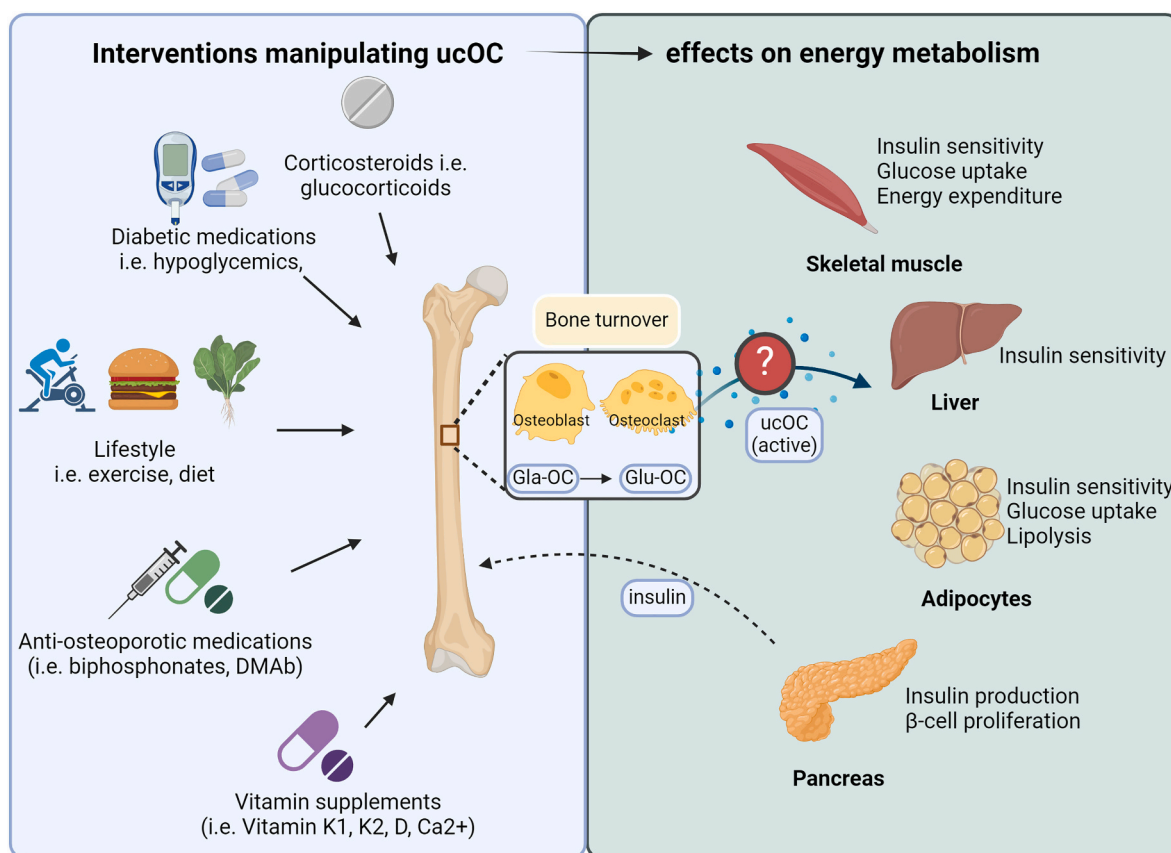 Interventions manipulating ucOC
effects on energy metabolism
Corticosteroids i.e.
glucocorticoids
Diabetic medications
i.e. hypoglycemics,
Lifestyle
i.e. exercise, diet
Anti-osteoporotic medications
(i.e. biphosphonates, DMAb)
Vitamin supplements
(i.e. Vitamin K1, K2, D, Ca2+)
Bone turnover
Osteoblast
Osteoclast
Gla-OC
Glu-OC
?
ucOC
(active)
insulin
Insulin sensitivity
Glucose uptake
Energy expenditure
Skeletal muscle
Insulin sensitivity
Liver
Insulin sensitivity
Glucose uptake
Lipolysis
Adipocytes
Insulin production
β-cell proliferation
Pancreas